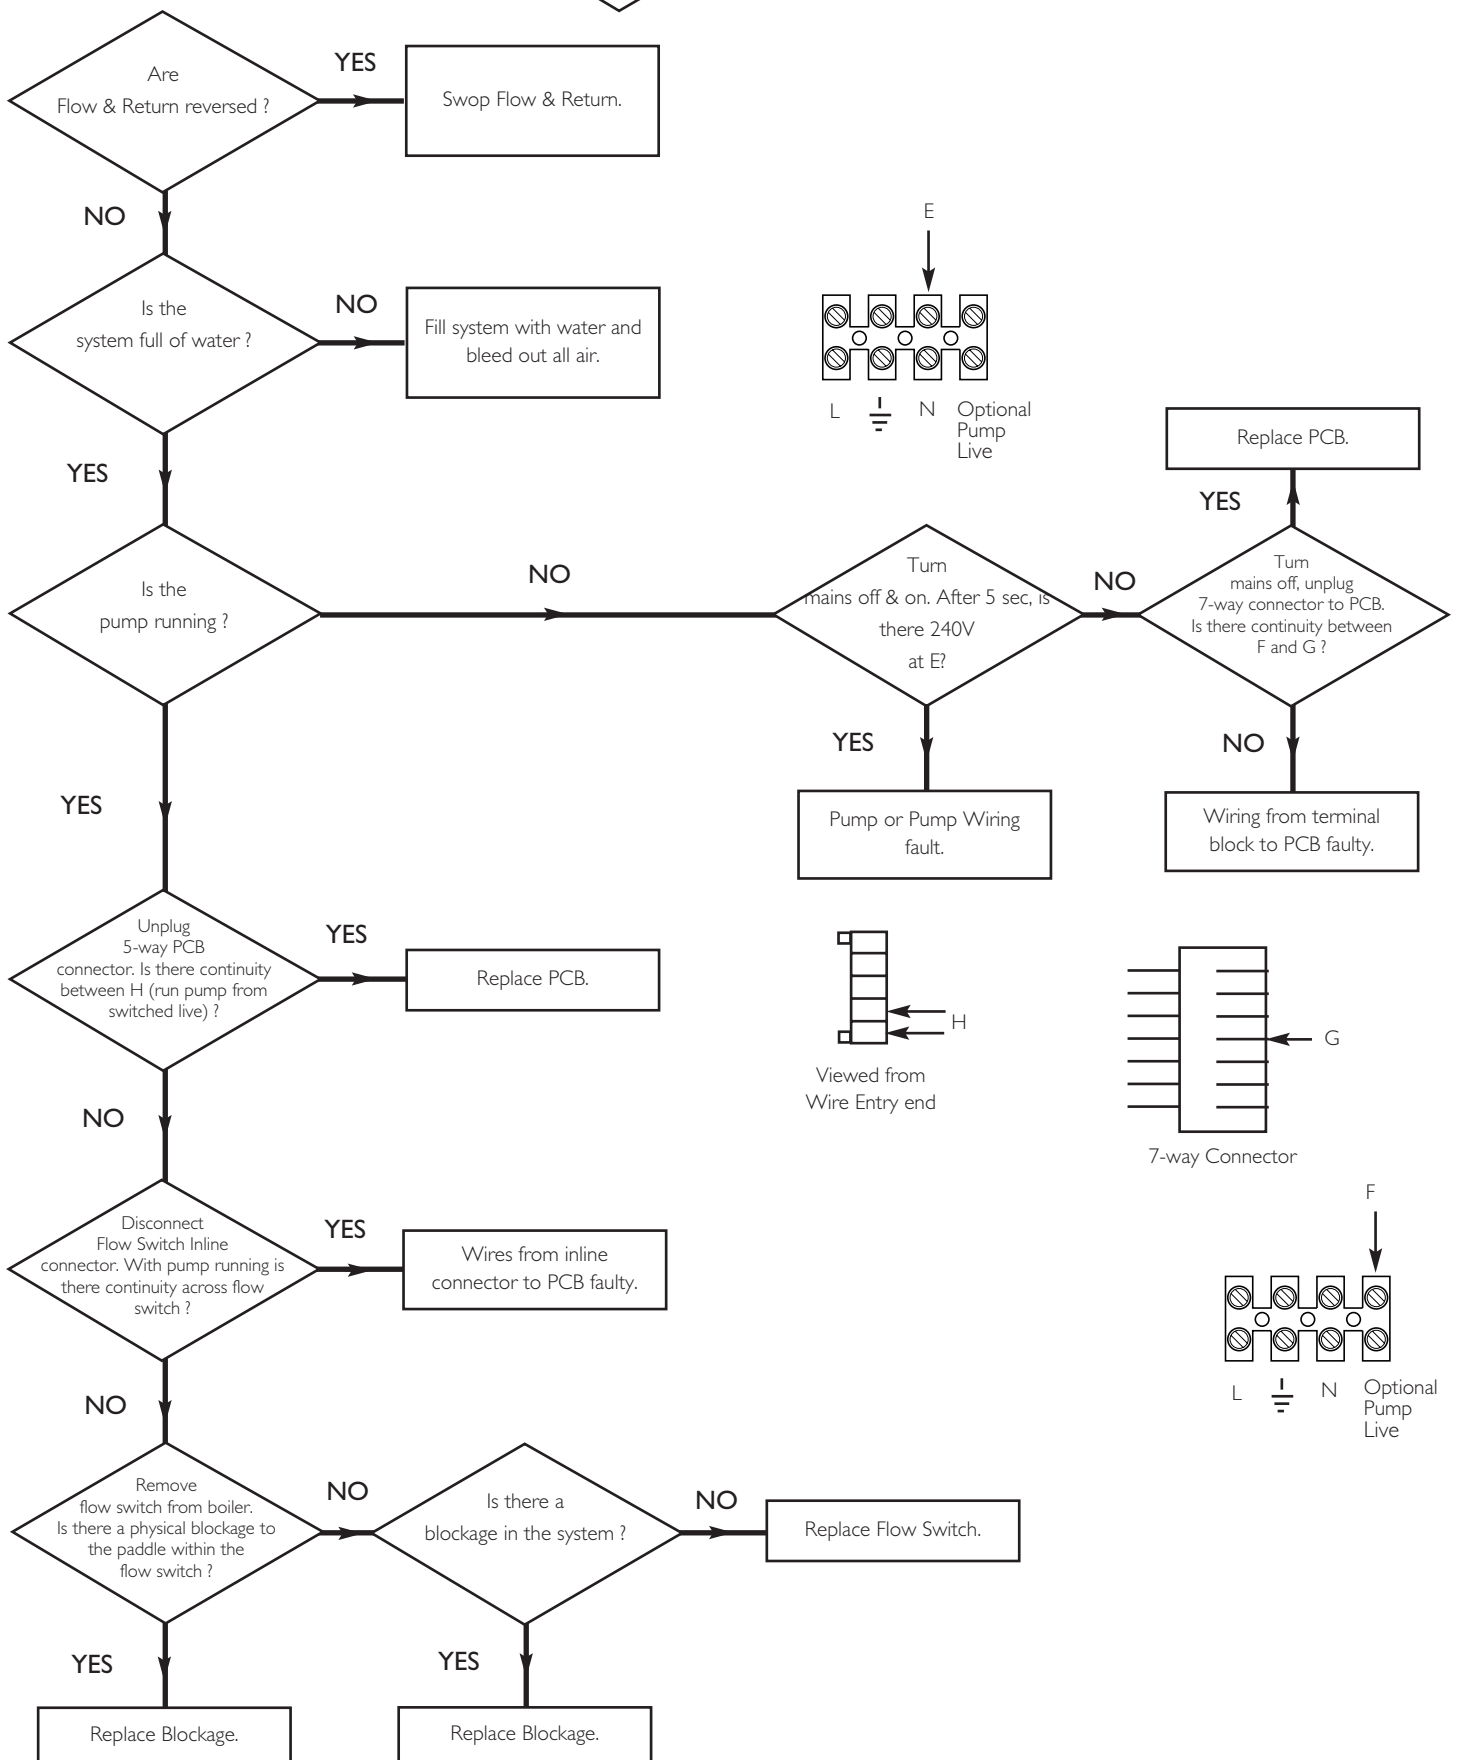 Are
Flow & Return reversed ?
YES
Swop Flow & Return.
NO
Is the
system full of water ?
NO
Fill system with water and
bleed out all air.
E
L
N
Optional
Pump
Live
YES
Is the
pump running ?
NO
Turn
mains off & on. After 5 sec, is
there 240V
at E?
NO
Turn
mains off, unplug
7-way connector to PCB.
Is there continuity between
F and G ?
YES
Replace PCB.
YES
Pump or Pump Wiring
fault.
NO
Wiring from terminal
block to PCB faulty.
YES
Unplug
5-way PCB
connector. Is there continuity
between H (run pump from
switched live) ?
YES
Replace PCB.
H
Viewed from
Wire Entry end
G
7-way Connector
F
L
N
Optional
Pump
Live
NO
Disconnect
Flow Switch Inline
connector. With pump running is
there continuity across flow
switch ?
YES
Wires from inline
connector to PCB faulty.
NO
Remove
flow switch from boiler.
Is there a physical blockage to
the paddle within the
flow switch ?
NO
Is there a
blockage in the system ?
NO
Replace Flow Switch.
YES
Replace Blockage.
YES
Replace Blockage.